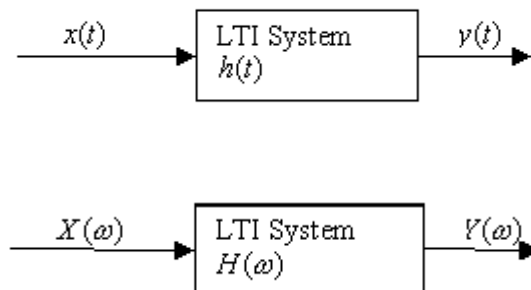 x(t)
LTI System
h(t)
y(t)
X(ω)
LTI System
H(ω)
Y(ω)